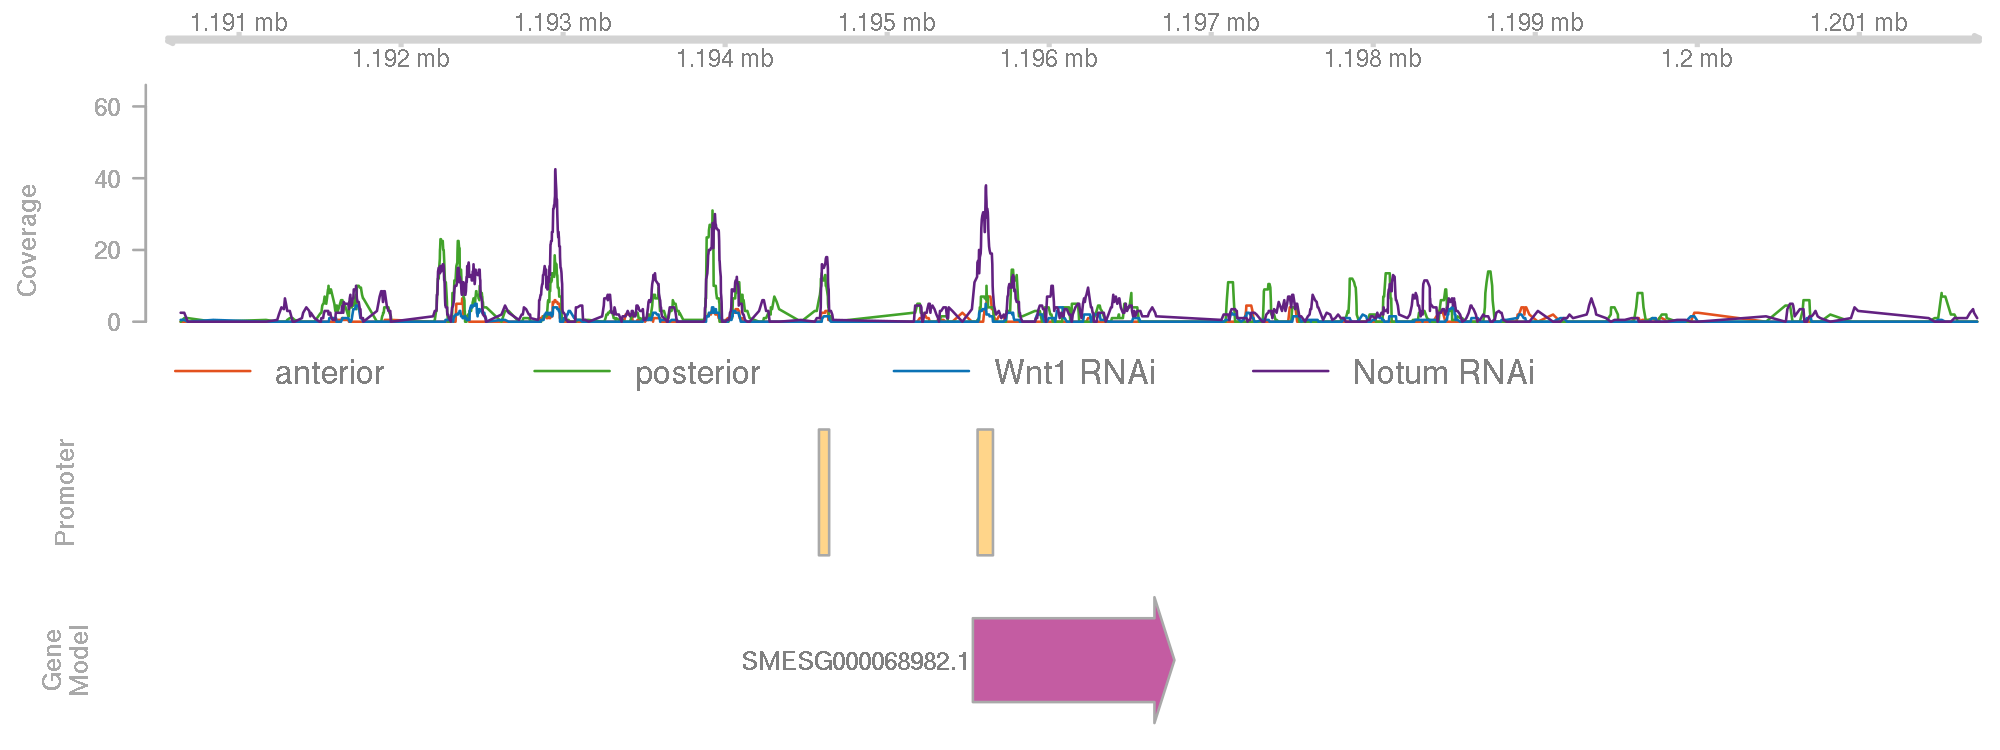 1.191 mb 1.193 mb 1.195 mb 1.197 mb 1.199 mb 1.201 mb
1.192 mb 1.194 mb 1.196 mb 1.198 mb 1.2 mb
Coverage
60
40
20
0
anterior posterior Wnt1 RNAi Notum RNAi
Promoter
Gene
Model
SMESG000068982.1